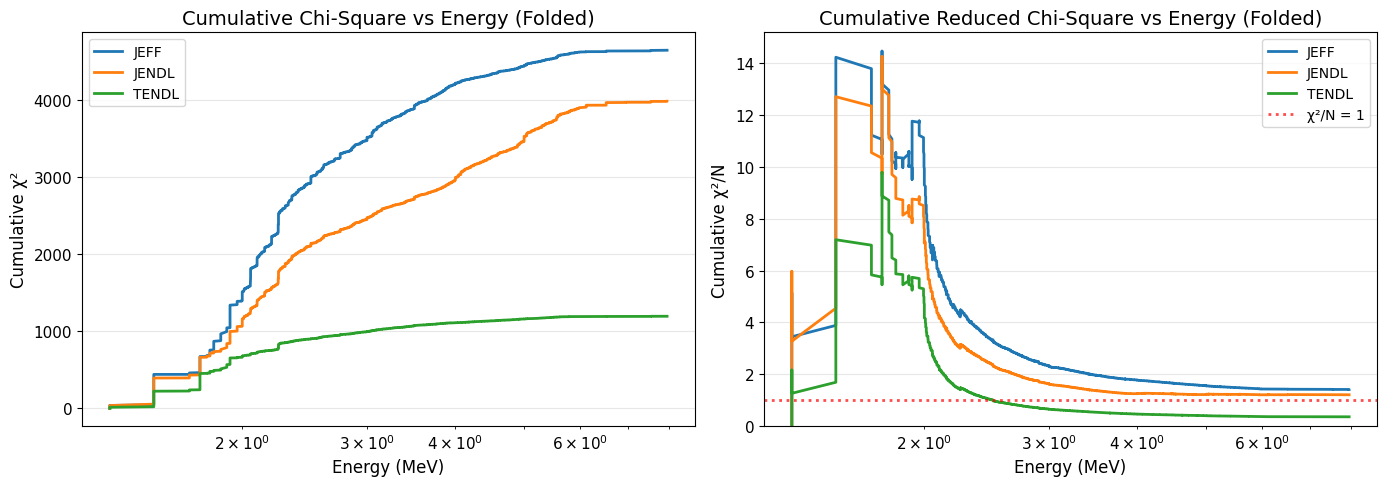 Cumulative Chi-Square vs Energy (Folded)
JEFF
JENDL
TENDL
Cumulative χ²
4000
3000
2000
1000
0
2 × 10⁰
3 × 10⁰
4 × 10⁰
6 × 10⁰
Energy (MeV)
Cumulative Reduced Chi-Square vs Energy (Folded)
JEFF
JENDL
TENDL
χ²/N = 1
Cumulative χ²/N
14
12
10
8
6
4
2
0
2 × 10⁰
3 × 10⁰
4 × 10⁰
6 × 10⁰
Energy (MeV)